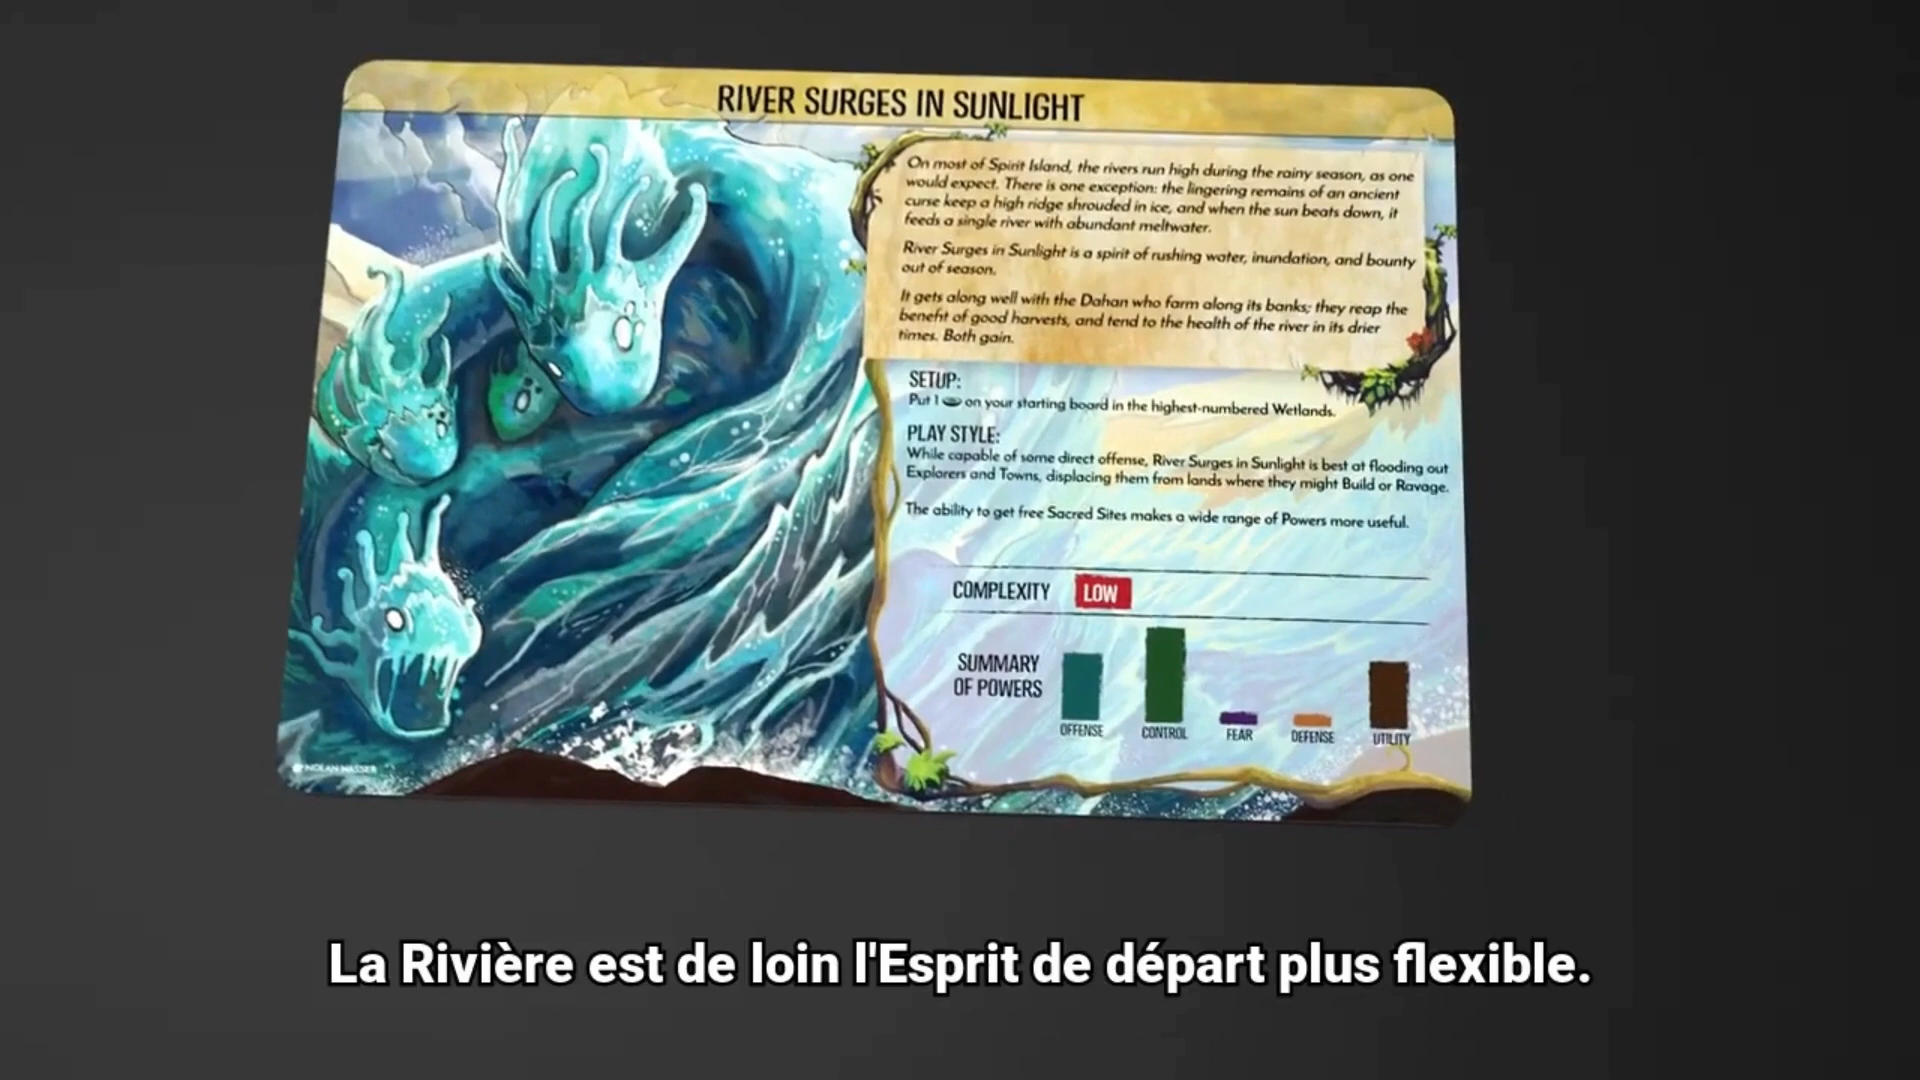 RIVER SURGES IN SUNLIGHT
On most of Spirit Island, the rivers run high during the rainy season, as one
would expect. There is one exception: the lingering remains of an ancient
curse keep a high ridge shrouded in ice, and when the sun beats down, it
feeds a single river with abundant meltwater.
River Surges in Sunlight is a spirit of rushing water, inundation, and bounty
out of season.
It gets along well with the Dahan who farm along its banks; they reap the
benefit of good harvests, and tend to the health of the river in its drier
times. Both gain.
SETUP:
Put 1 on your starting board in the highest-numbered Wetlands.
PLAY STYLE:
While capable of some direct offense, River Surges in Sunlight is best at flooding out
Explorers and Towns, displacing them from lands where they might Build or Ravage.
The ability to get free Sacred Sites makes a wide range of Powers more useful.
COMPLEXITY LOW
SUMMARY
OF POWERS
OFFENSE CONTROL FEAR DEFENSE UTILITY
NOLAN NASSER
La Rivière est de loin l'Esprit de départ plus flexible.